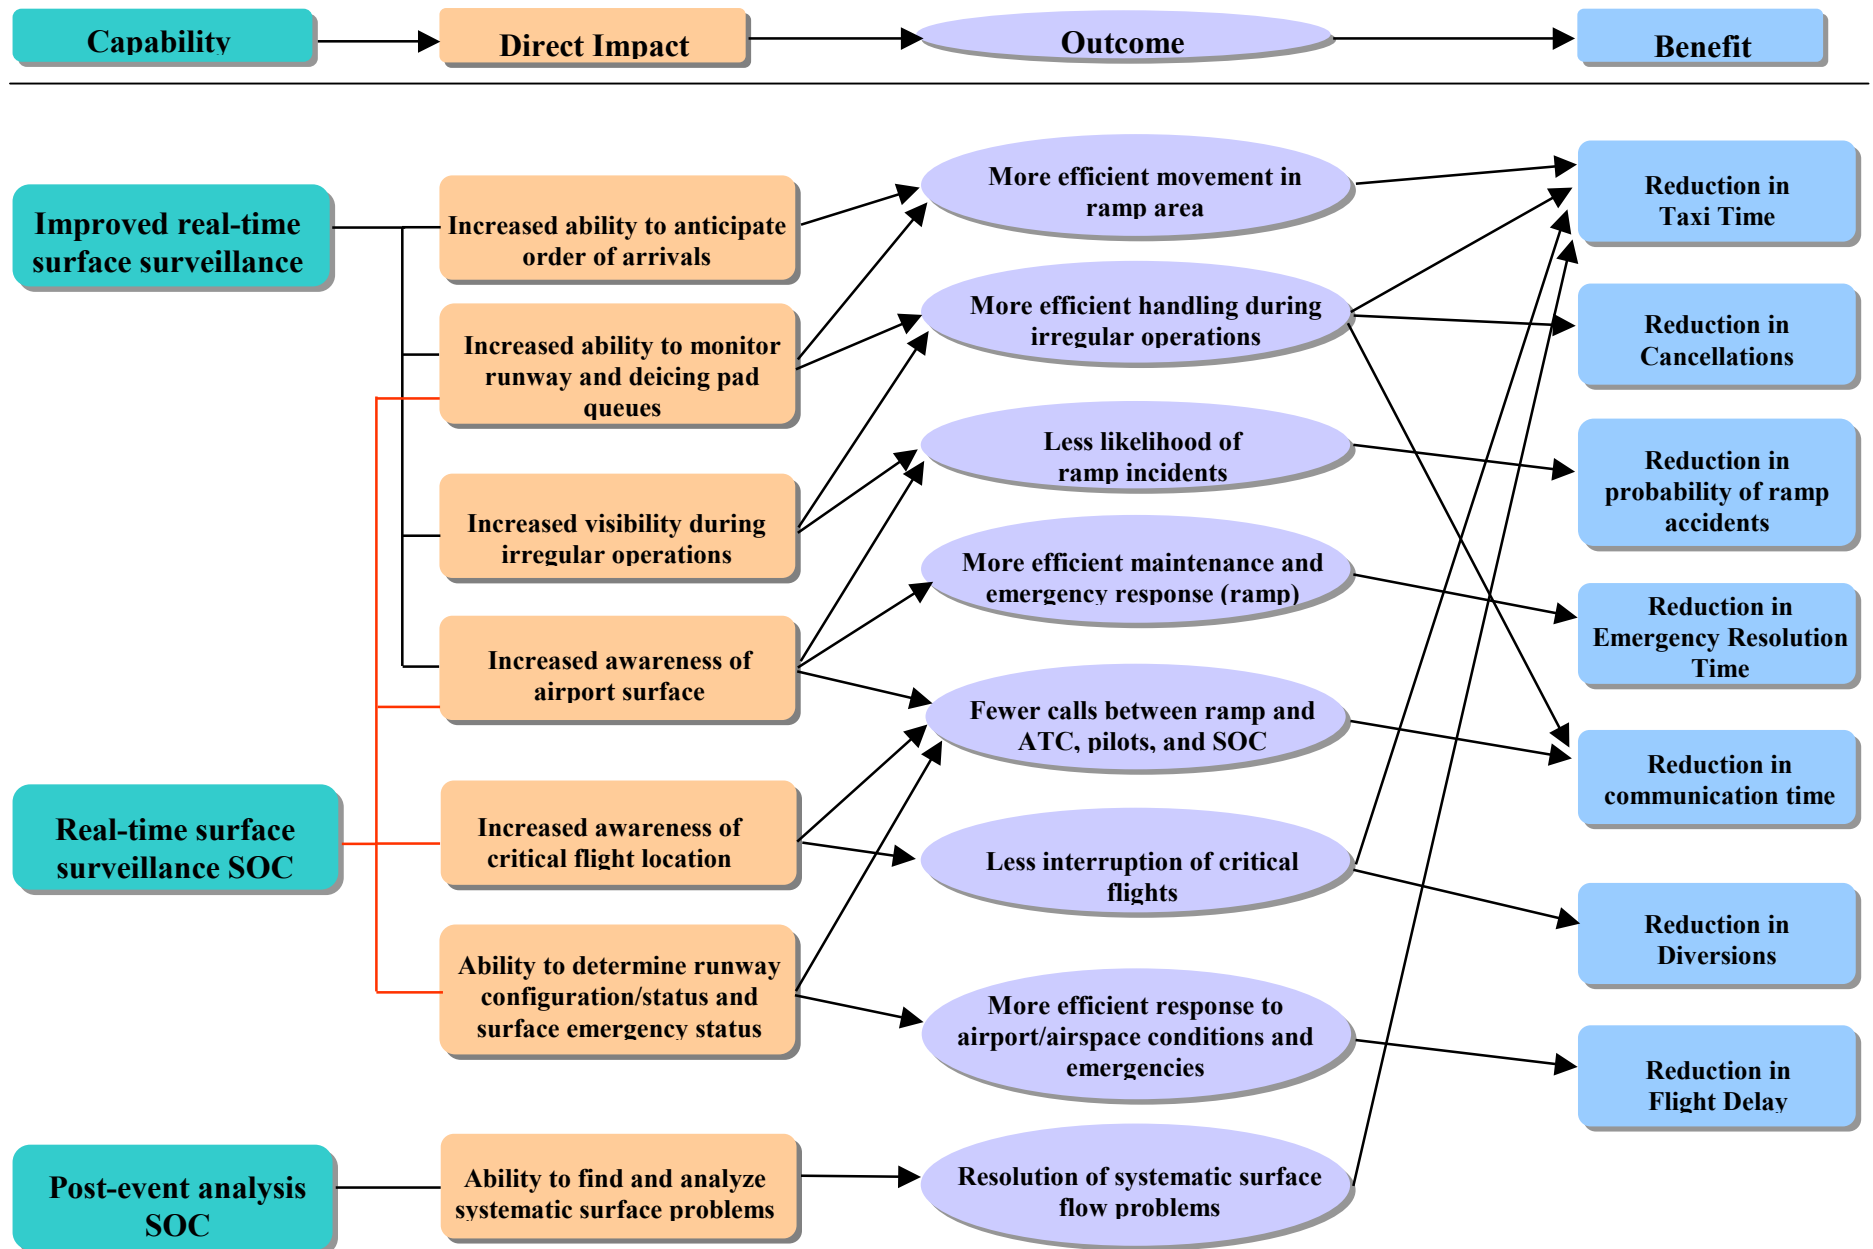 Capability
Direct Impact
Outcome
Benefit
Improved real-time
surface surveillance
Increased ability to anticipate
order of arrivals
Increased ability to monitor
runway and deicing pad
queues
Increased visibility during
irregular operations
Increased awareness of
airport surface
Real-time surface
surveillance SOC
Increased awareness of
critical flight location
Ability to determine runway
configuration/status and
surface emergency status
Post-event analysis
SOC
Ability to find and analyze
systematic surface problems
More efficient movement in
ramp area
More efficient handling during
irregular operations
Less likelihood of
ramp incidents
More efficient maintenance and
emergency response (ramp)
Fewer calls between ramp and
ATC, pilots, and SOC
Less interruption of critical
flights
More efficient response to
airport/airspace conditions and
emergencies
Resolution of systematic surface
flow problems
Reduction in
Taxi Time
Reduction in
Cancellations
Reduction in
probability of ramp
accidents
Reduction in
Emergency Resolution
Time
Reduction in
communication time
Reduction in
Diversions
Reduction in
Flight Delay